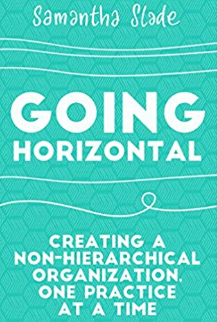 Samantha Slade
GOING
HORIZONTAL
CREATING A
NON-HIERARCHICAL
ORGANIZATION,
ONE PRACTICE
AT A TIME